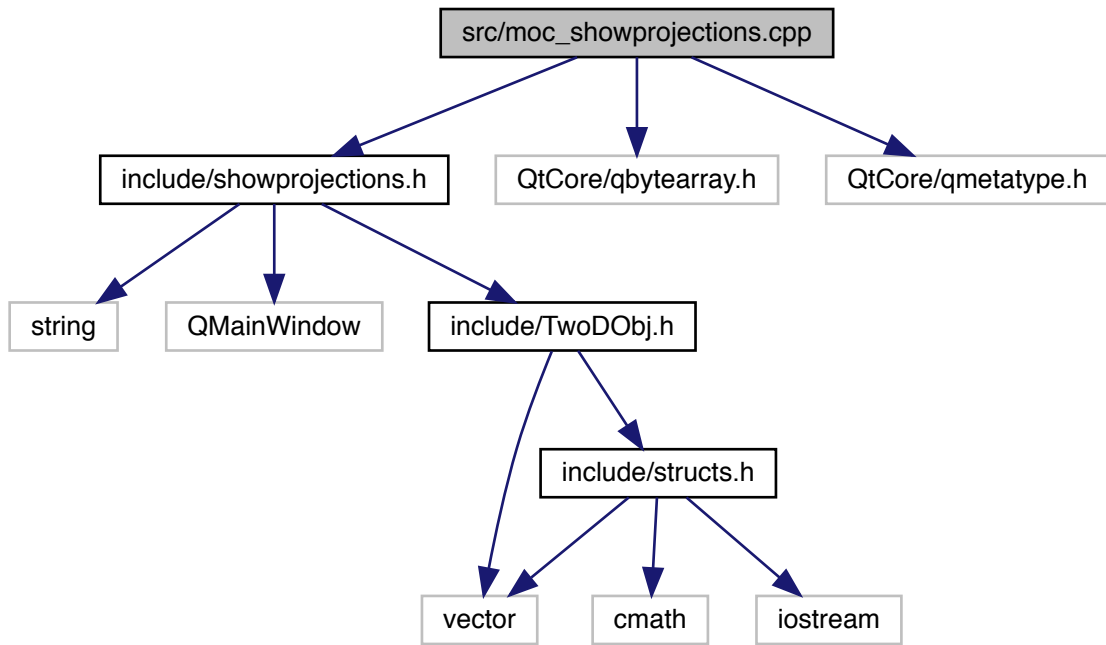 src/moc_showprojections.cpp
include/showprojections.h
QtCore/qbytearray.h
QtCore/qmetatype.h
string
QMainWindow
include/TwoDObj.h
include/structs.h
vector
cmath
iostream